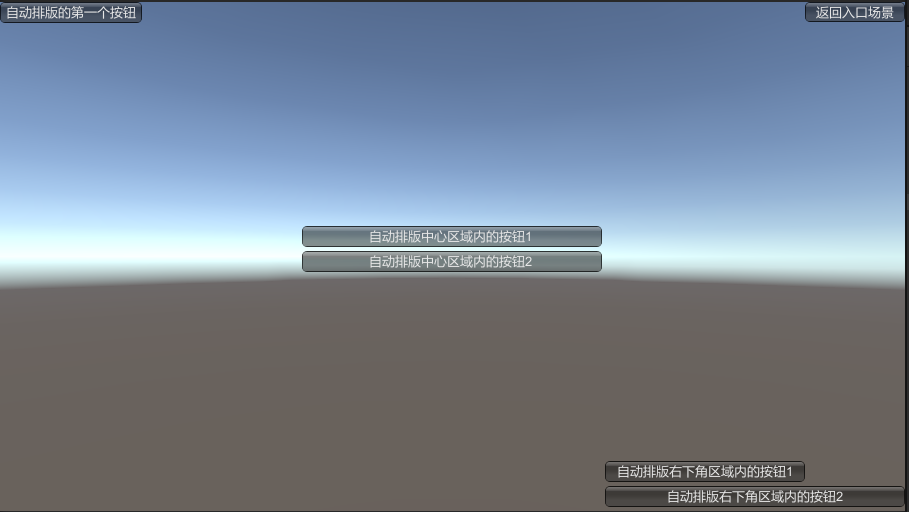 自动排版的第一个按钮
返回入口场景
自动排版中心区域内的按钮1
自动排版中心区域内的按钮2
自动排版右下角区域内的按钮1
自动排版右下角区域内的按钮2